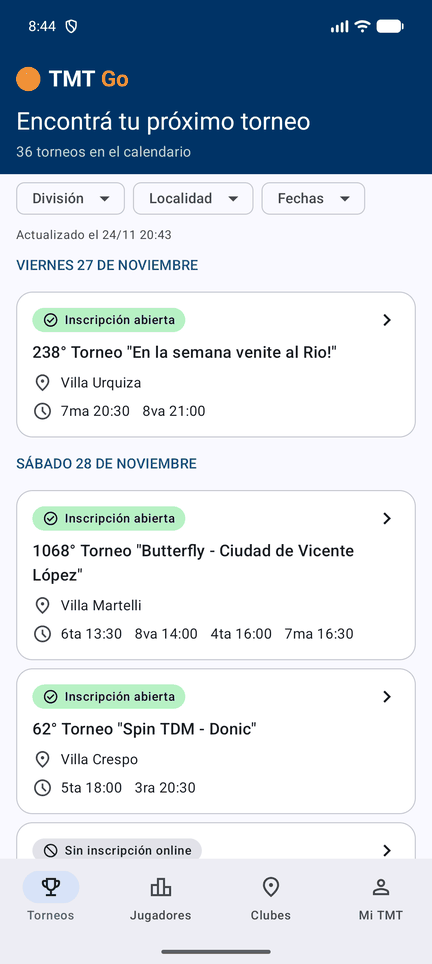 8:44
TMT Go
Encontrá tu próximo torneo
36 torneos en el calendario
División
Localidad
Fechas
Actualizado el 24/11 20:43
VIERNES 27 DE NOVIEMBRE
Inscripción abierta
238° Torneo "En la semana venite al Rio!"
Villa Urquiza
7ma 20:30 8va 21:00
SÁBADO 28 DE NOVIEMBRE
Inscripción abierta
1068° Torneo "Butterfly - Ciudad de Vicente
López"
Villa Martelli
6ta 13:30 8va 14:00 4ta 16:00 7ma 16:30
Inscripción abierta
62° Torneo "Spin TDM - Donic"
Villa Crespo
5ta 18:00 3ra 20:30
Sin inscripción online
Torneos
Jugadores
Clubes
Mi TMT